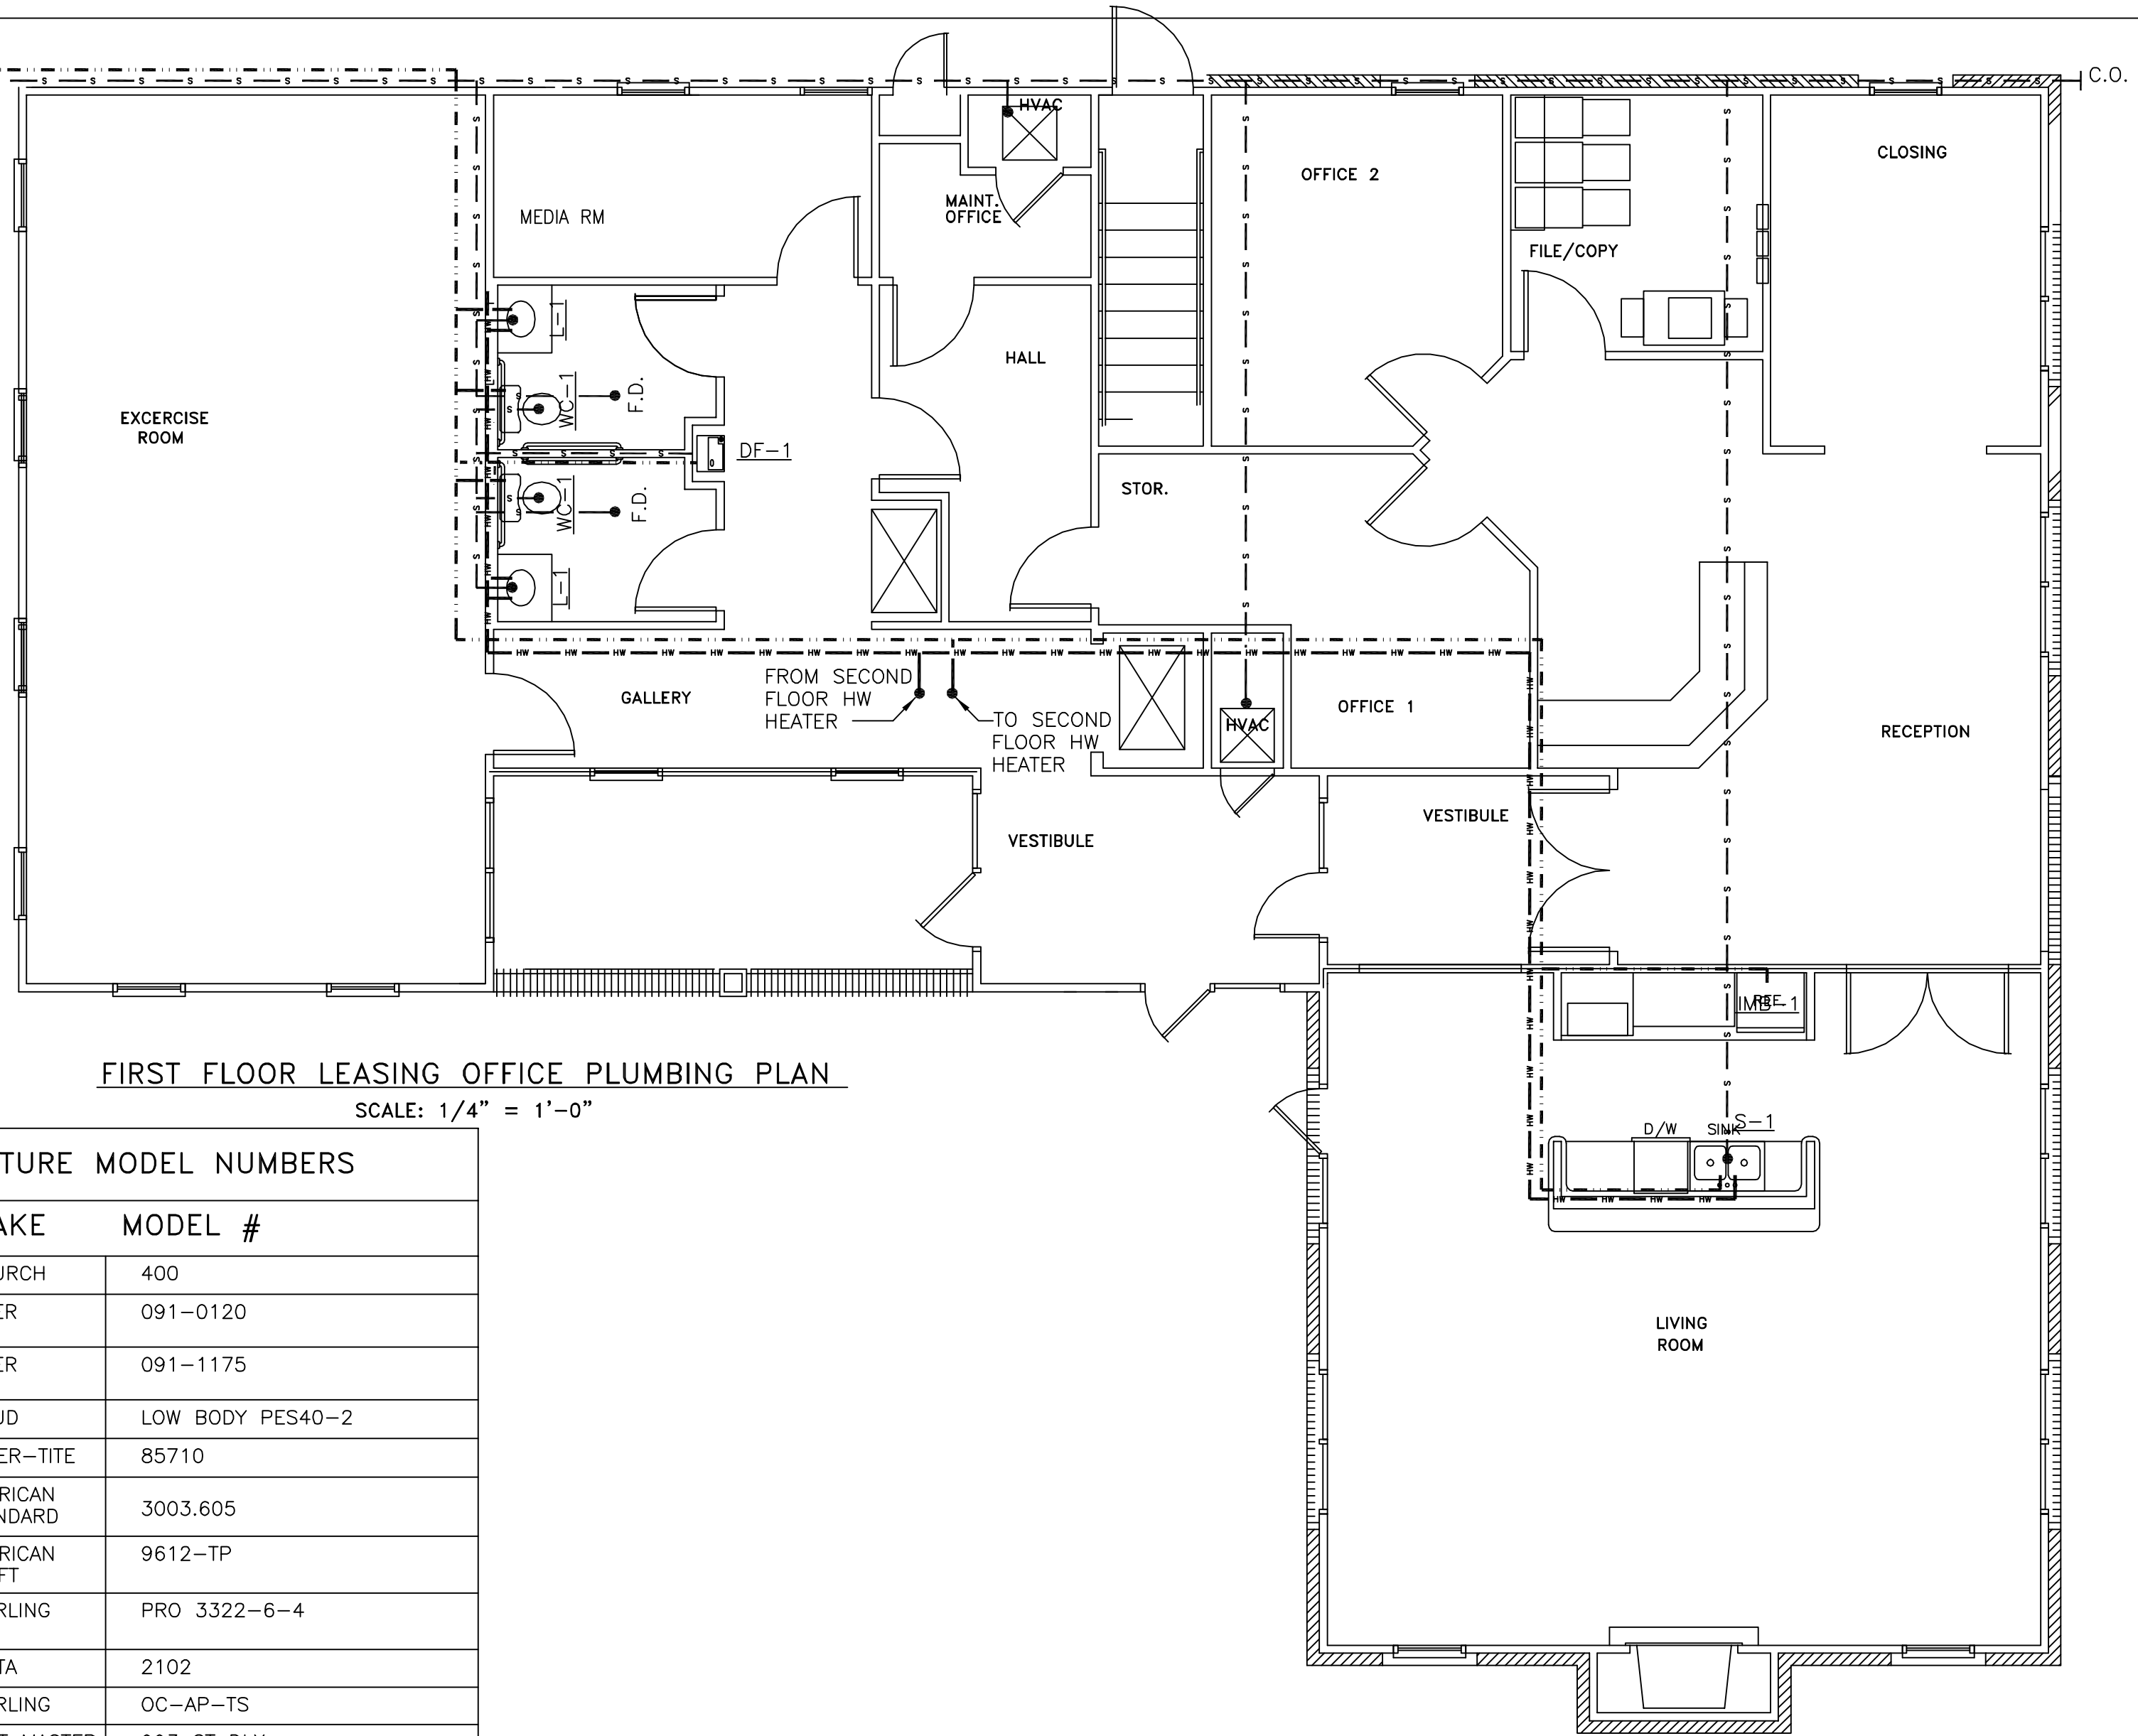 C.O.
HVAC
CLOSING
OFFICE 2
MAINT.
OFFICE
MEDIA RM
FILE/COPY
L-1
HALL
WC-1
F.D.
EXCERCISE
ROOM
DF-1
STOR.
WC-1
F.D.
L-1
FROM SECOND
FLOOR HW
HEATER
GALLERY
TO SECOND
FLOOR HW
HEATER
HVAC
OFFICE 1
RECEPTION
VESTIBULE
VESTIBULE
REF.
IMB-1
FIRST FLOOR LEASING OFFICE PLUMBING PLAN
SCALE: 1/4" = 1'-0"
D/W
SINK
S-1
LIVING
ROOM
TURE MODEL NUMBERS
AKE MODEL #
URCH 400
ER 091-0120
ER 091-1175
UD LOW BODY PES40-2
ER-TITE 85710
RICAN
NDARD 3003.605
RICAN 9612-TP
FT
RLING PRO 3322-6-4
TA 2102
RLING OC-AP-TS